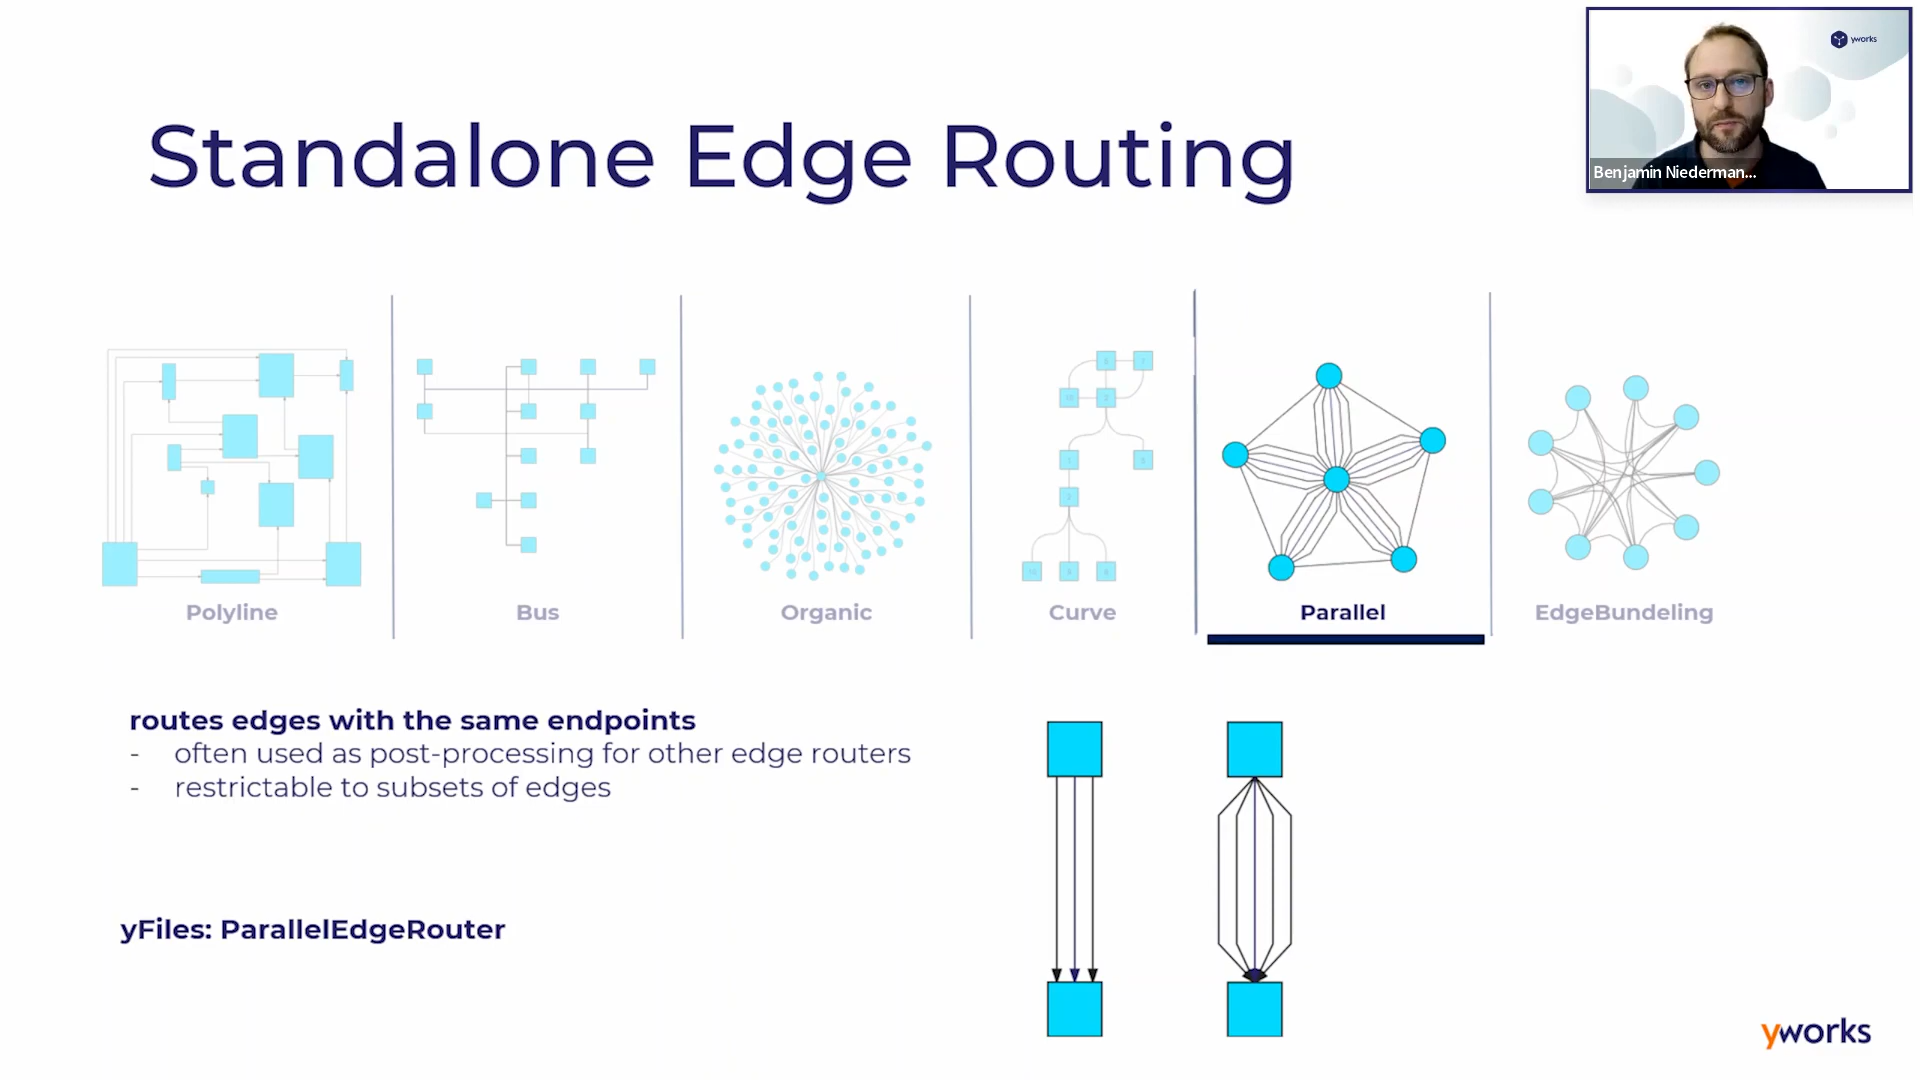 yworks
Benjamin Niederman...
Standalone Edge Routing
Polyline
Bus
Organic
Curve
Parallel
EdgeBundeling
routes edges with the same endpoints
- often used as post-processing for other edge routers
- restrictable to subsets of edges
yFiles: ParallelEdgeRouter
yworks